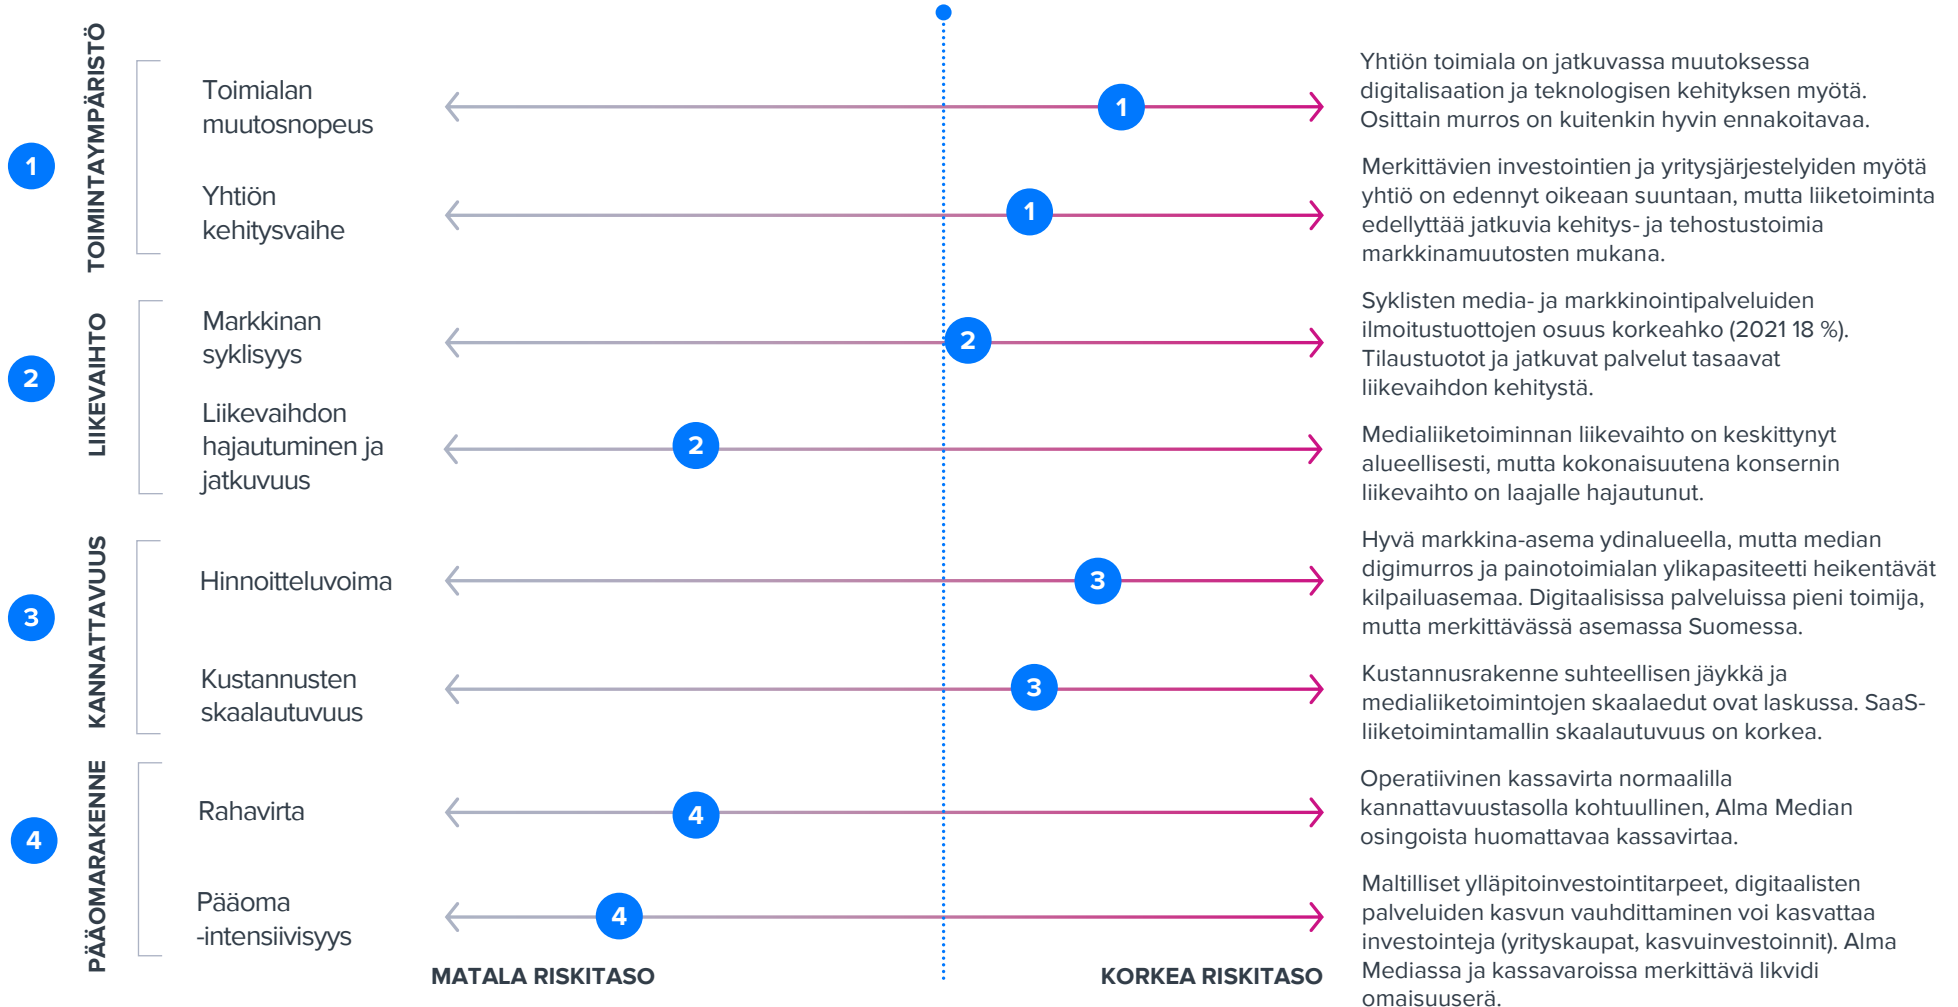 1
TOIMINTAYMPÄRISTÖ
Toimialan
muutosnopeus
1
Yhtiön toimiala on jatkuvassa muutoksessa
digitalisaation ja teknologisen kehityksen myötä.
Osittain murros on kuitenkin hyvin ennakoitavaa.
Yhtiön
kehitysvaihe
1
Merkittävien investointien ja yritysjärjestelyiden myötä
yhtiö on edennyt oikeaan suuntaan, mutta liiketoiminta
edellyttää jatkuvia kehitys- ja tehostustoimia
markkinamuutosten mukana.
2
LIIKEVAIHTO
Markkinan
syklisyys
2
Syklisten media- ja markkinointipalveluiden
ilmoitustuottojen osuus korkeahko (2021 18 %).
Tilaustuotot ja jatkuvat palvelut tasaavat
liikevaihdon kehitystä.
Liikevaihdon
hajautuminen ja
jatkuvuus
2
Medialiiketoiminnan liikevaihto on keskittynyt
alueellisesti, mutta kokonaisuutena konsernin
liikevaihto on laajalle hajautunut.
3
KANNATTAVUUS
Hinnoitteluvoima
3
Hyvä markkina-asema ydinalueella, mutta median
digimurros ja painotoimialan ylikapasiteetti heikentävät
kilpailuasemaa. Digitaalisissa palveluissa pieni toimija,
mutta merkittävässä asemassa Suomessa.
Kustannusten
skaalautuvuus
3
Kustannusrakenne suhteellisen jäykkä ja
medialiiketoimintojen skaalaedut ovat laskussa. SaaS-
liiketoimintamallin skaalautuvuus on korkea.
4
PÄÄOMARAKENNE
Rahavirta
4
Operatiivinen kassavirta normaalilla
kannattavuustasolla kohtuullinen, Alma Median
osingoista huomattavaa kassavirtaa.
Pääoma
-intensiivisyys
4
Maltilliset ylläpitoinvestointitarpeet, digitaalisten
palveluiden kasvun vauhdittaminen voi kasvattaa
investointeja (yrityskaupat, kasvuinvestoinnit). Alma
Mediassa ja kassavaroissa merkittävä likvidi
omaisuuserä.
MATALA RISKITASO
KORKEA RISKITASO